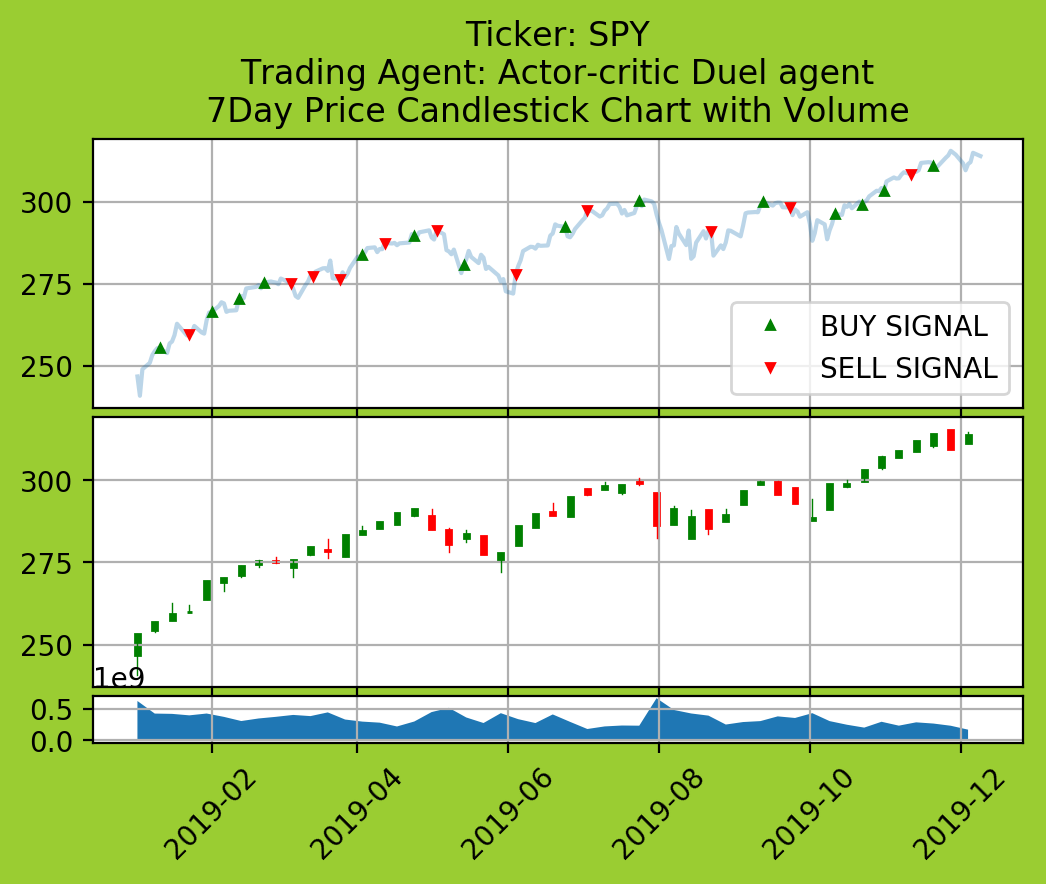 Ticker: SPY
Trading Agent: Actor-critic Duel agent
7Day Price Candlestick Chart with Volume
300
275
250
BUY SIGNAL
SELL SIGNAL
300
275
250
1e9
0.5
0.0
2019-02
2019-04
2019-06
2019-08
2019-10
2019-12